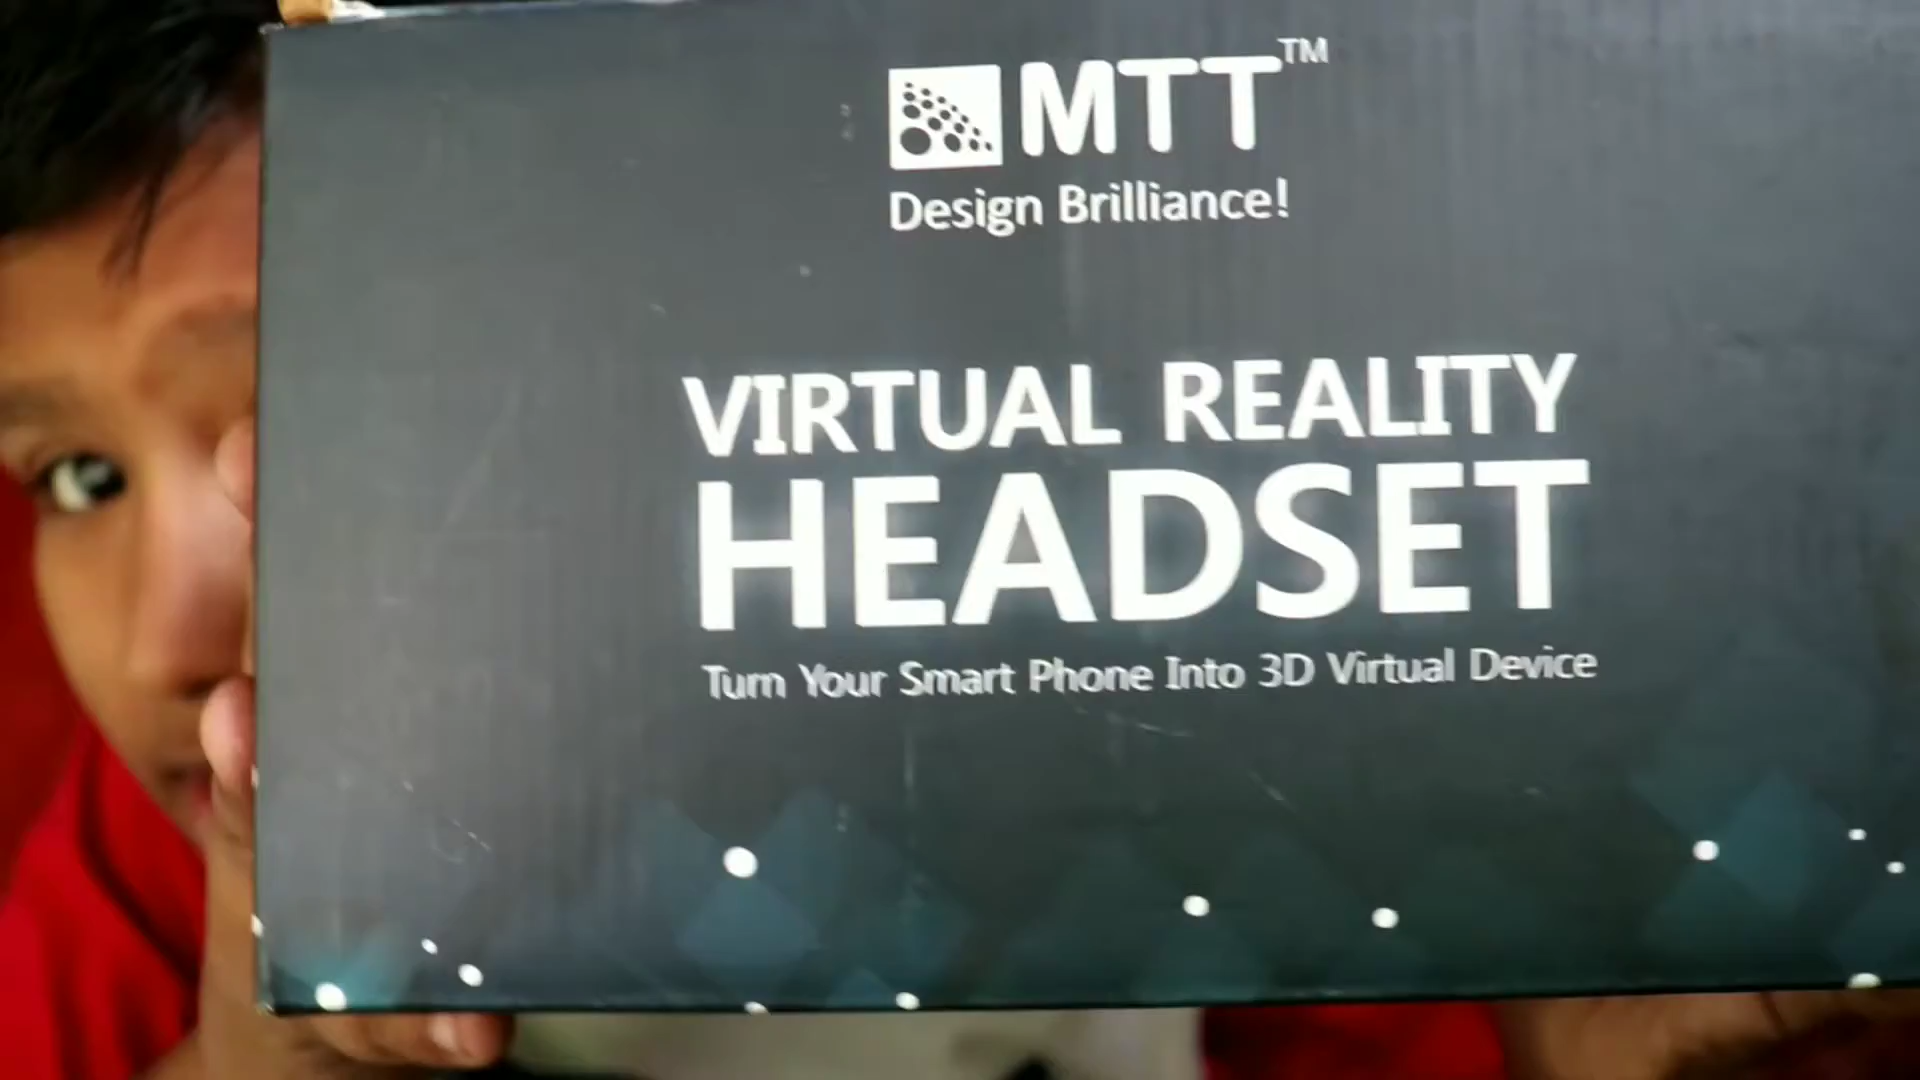 MTT™
Design Brilliance!
VIRTUAL REALITY
HEADSET
Turn Your Smart Phone Into 3D Virtual Device